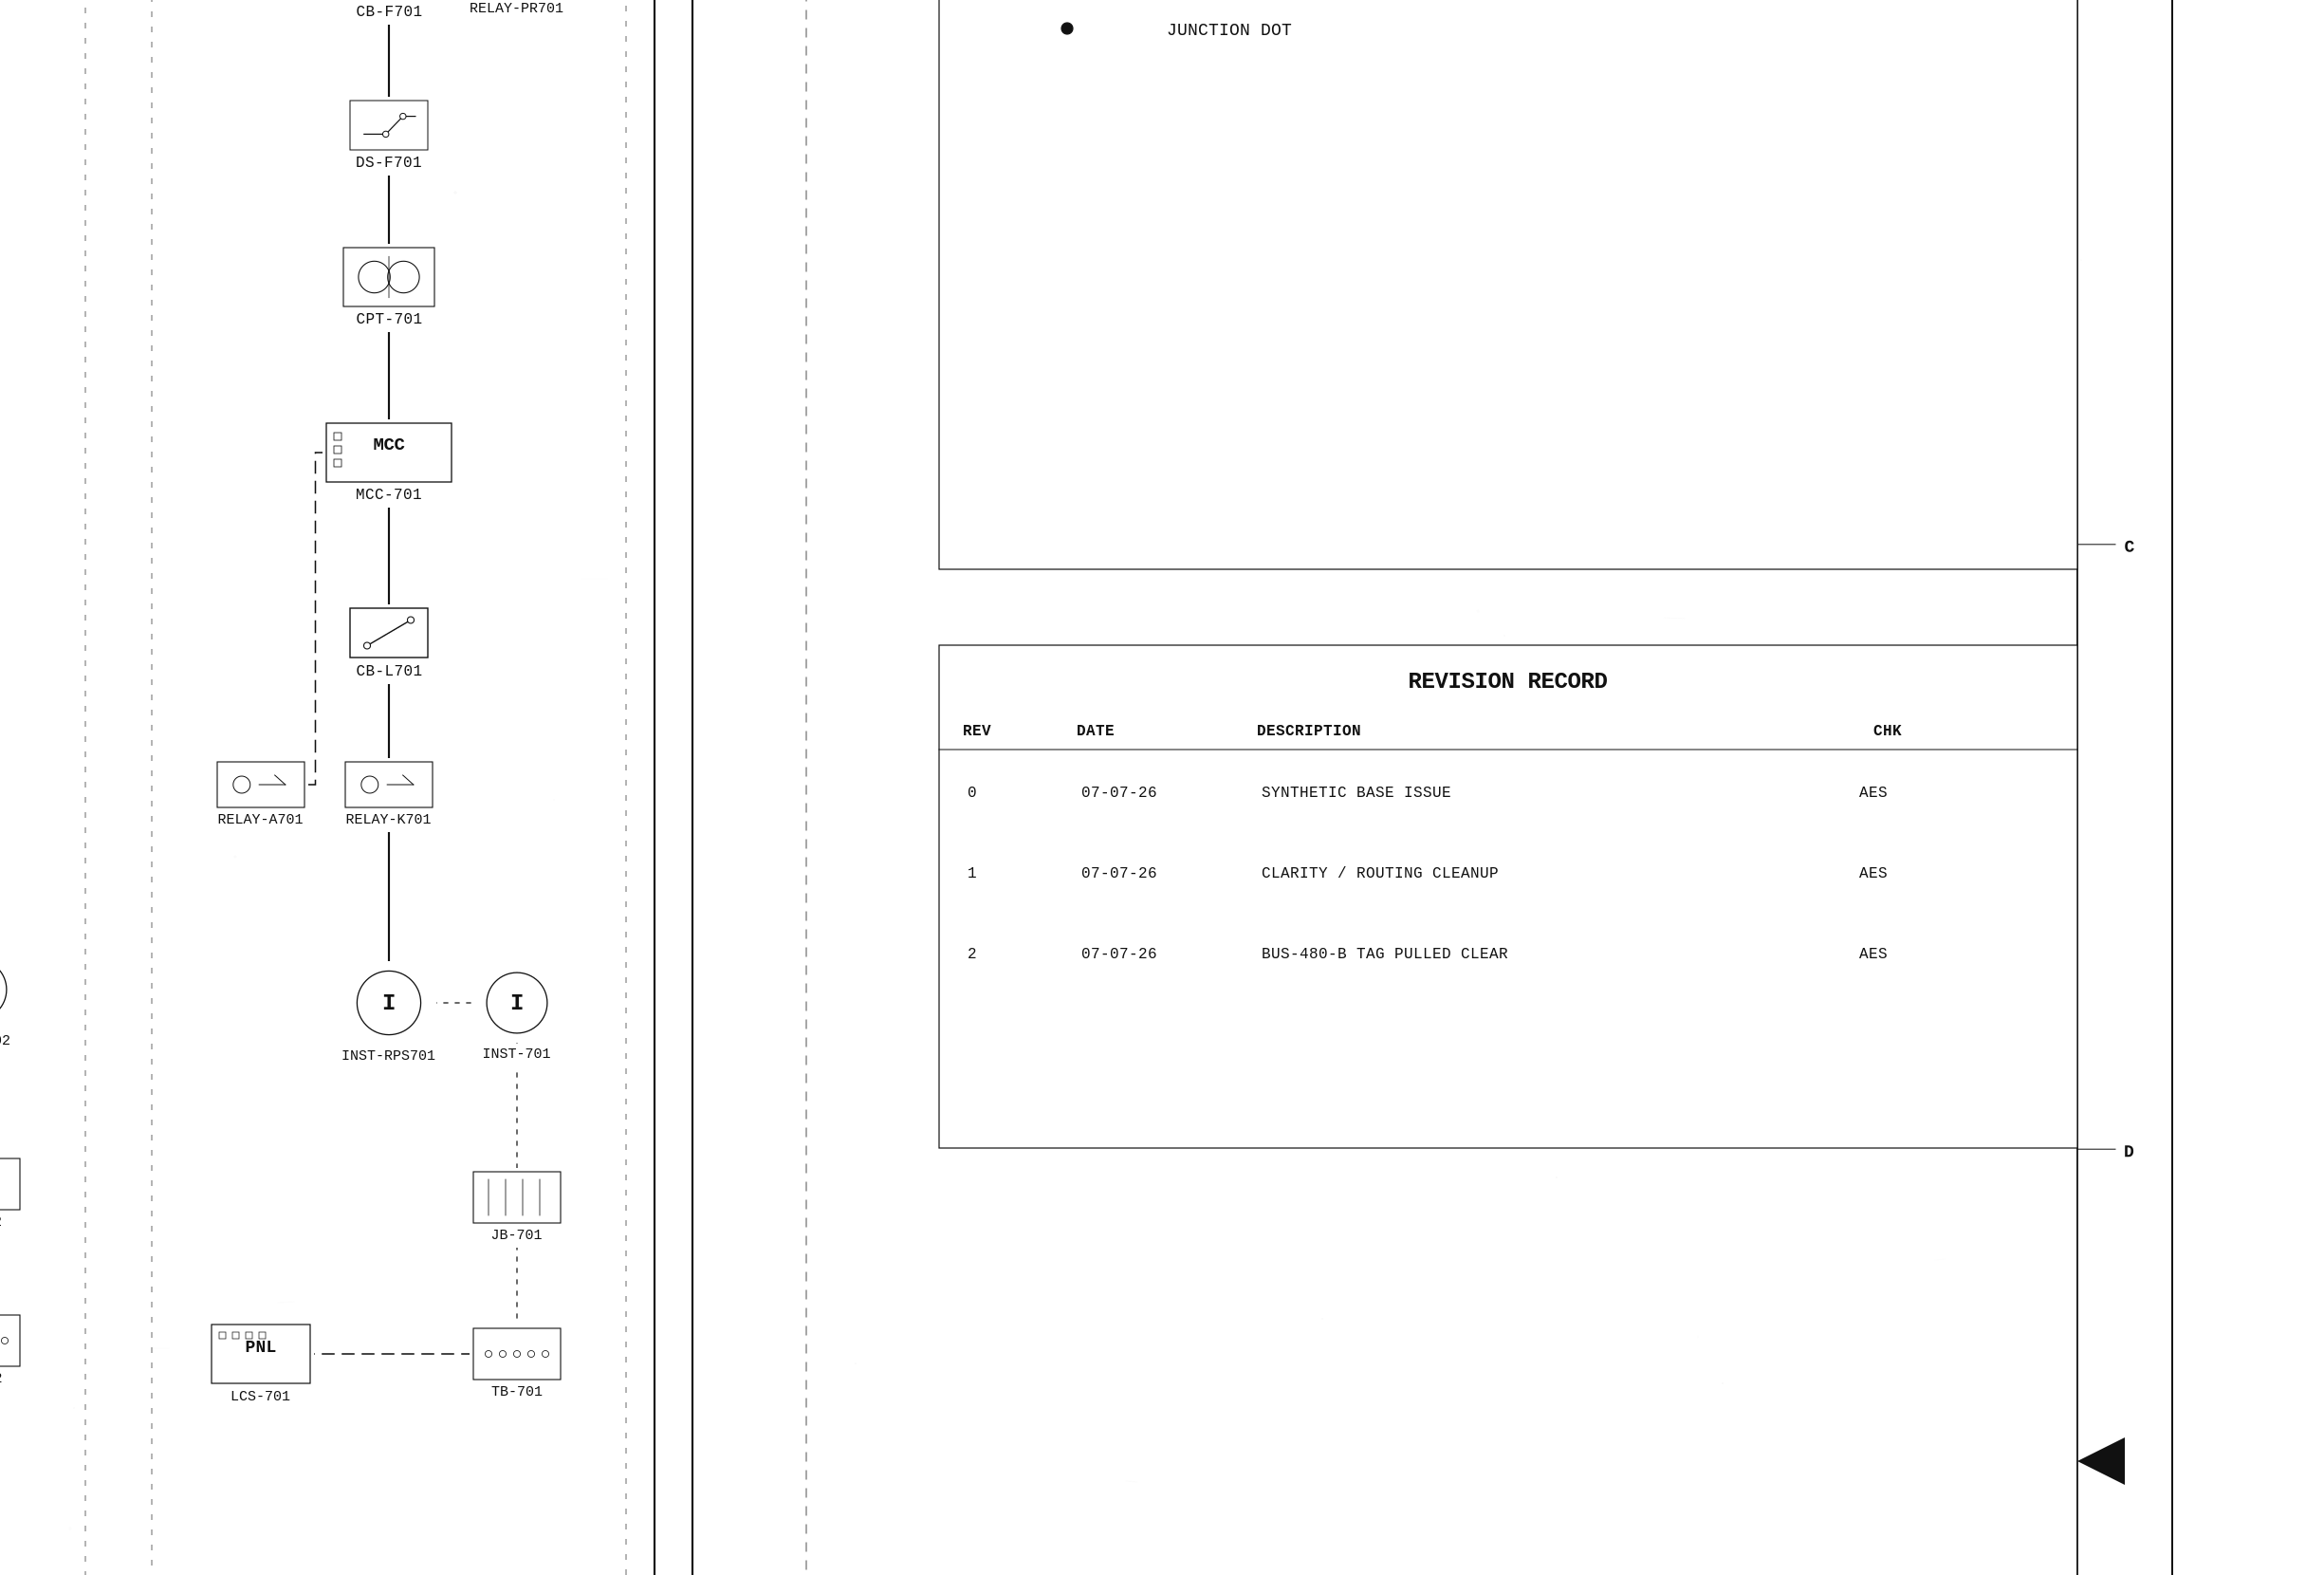 CB-F701
RELAY-PR701
JUNCTION DOT
DS-F701
CPT-701
MCC
MCC-701
C
CB-L701
REVISION RECORD
REV DATE DESCRIPTION CHK
0 07-07-26 SYNTHETIC BASE ISSUE AES
RELAY-A701 RELAY-K701
1 07-07-26 CLARITY / ROUTING CLEANUP AES
2 07-07-26 BUS-480-B TAG PULLED CLEAR AES
I I
INST-RPS701 INST-701
D
JB-701
PNL
LCS-701
TB-701